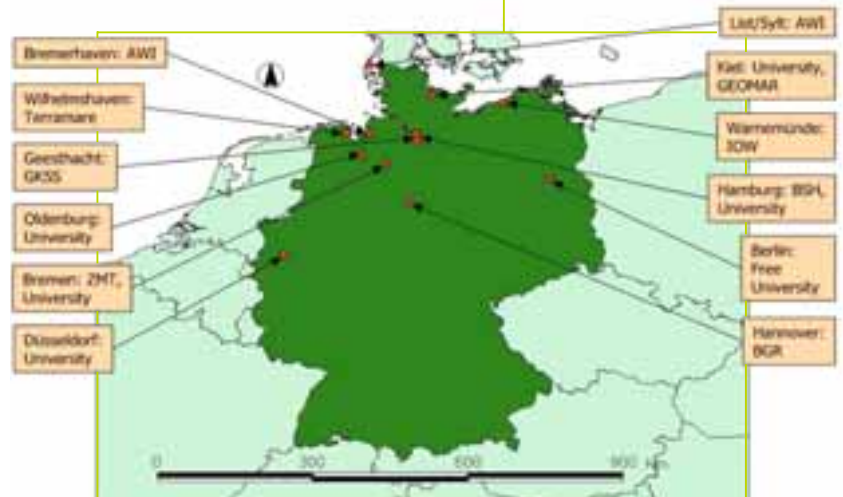 Bremerhaven: AWI
Wilhelmshaven:
Terramare
Geesthacht:
GKSS
Oldenburg:
University
Bremen: ZMT,
University
Düsseldorf:
University
List/Sylt: AWI
Kiel: University,
GEOMAR
Warnemünde:
IOW
Hamburg: BSH,
University
Berlin:
Free
University
Hannover:
BGR
0 300 600 900 km